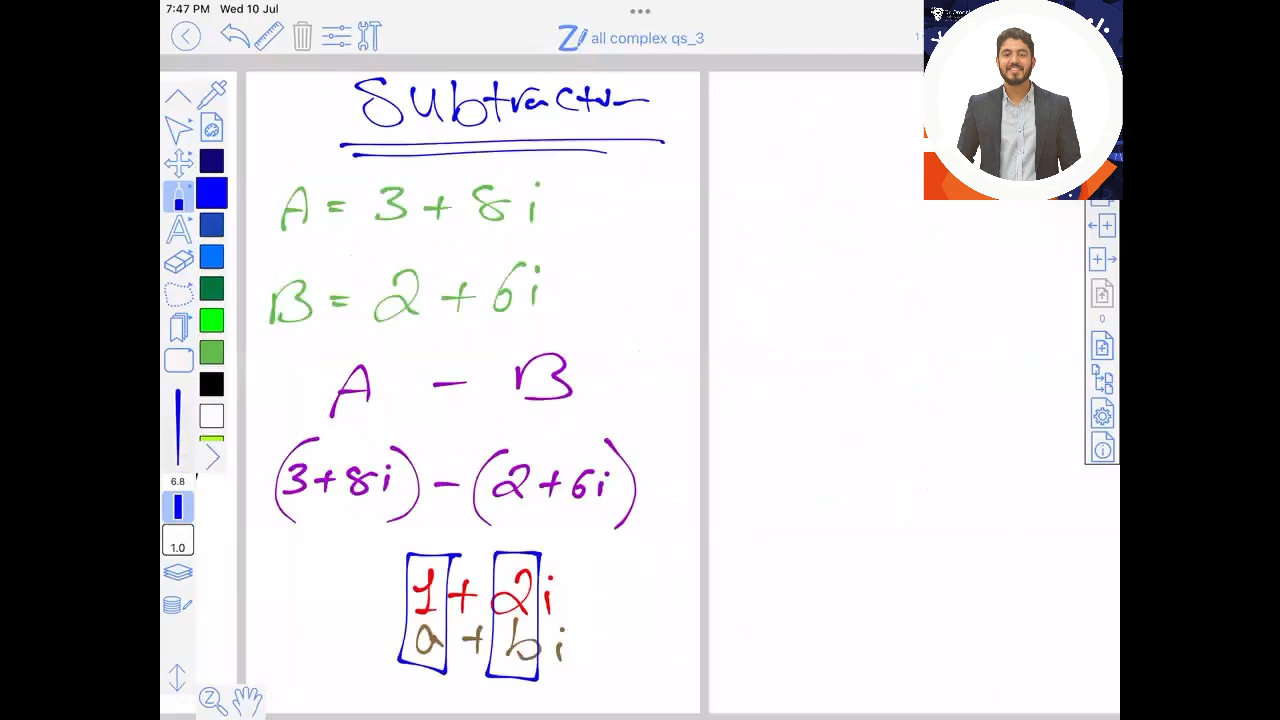 7:47 PM Wed 10 Jul
all complex qs_3
A = 3 + 8i
B = 2 + 6i
A - B
(3+8i) - (2+6i)
1 + 2i
a + bi
6.8
1.0
0